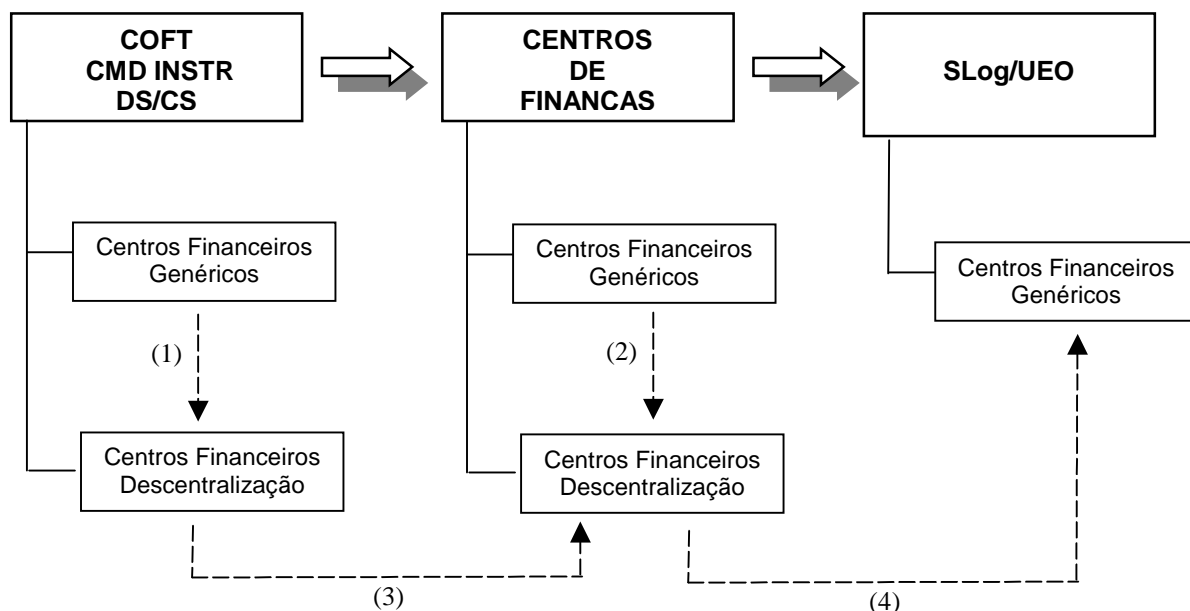 COFT
CMD INSTR
DS/CS
CENTROS
DE
FINANCAS
SLog/UEO
Centros Financeiros
Genéricos
Centros Financeiros
Genéricos
Centros Financeiros
Genéricos
(1)
(2)
Centros Financeiros
Descentralização
Centros Financeiros
Descentralização
(3)
(4)